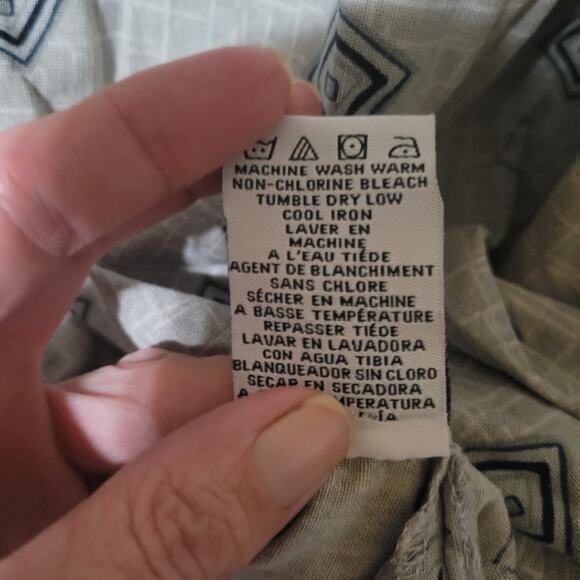 MACHINE WASH WARM
NON-CHLORINE BLEACH
TUMBLE DRY LOW
COOL IRON
LAVER EN
MACHINE
A L'EAU TIÉDE
AGENT DE BLANCHIMENT
SANS CHLORE
SÉCHER EN MACHINE
A BASSE TEMPÉRATURE
REPASSER TIÉDE
LAVAR EN LAVADORA
CON AGUA TIBIA
BLANQUEADOR SIN CLORO
SECAR EN SECADORA
A